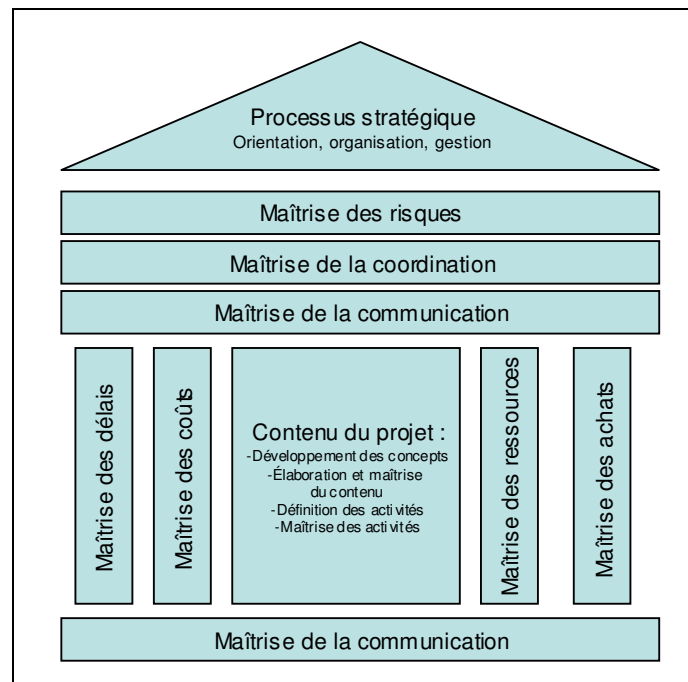 Processus stratégique
Orientation, organisation, gestion
Maîtrise des risques
Maîtrise de la coordination
Maîtrise de la communication
Maîtrise des délais
Maîtrise des coûts
Contenu du projet :
-Développement des concepts
-Élaboration et maîtrise
du contenu
-Définition des activités
-Maîtrise des activités
Maîtrise des ressources
Maîtrise des achats
Maîtrise de la communication